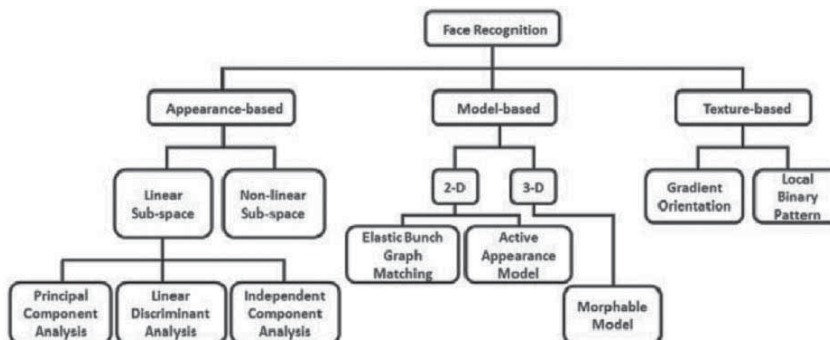 Face Recognition
Appearance-based
Model-based
Texture-based
Linear
Sub-space
Non-linear
Sub-space
2-D
3-D
Gradient
Orientation
Local
Binary
Pattern
Elastic Bunch
Graph
Matching
Active
Appearance
Model
Principal
Component
Analysis
Linear
Discriminant
Analysis
Independent
Component
Analysis
Morphable
Model